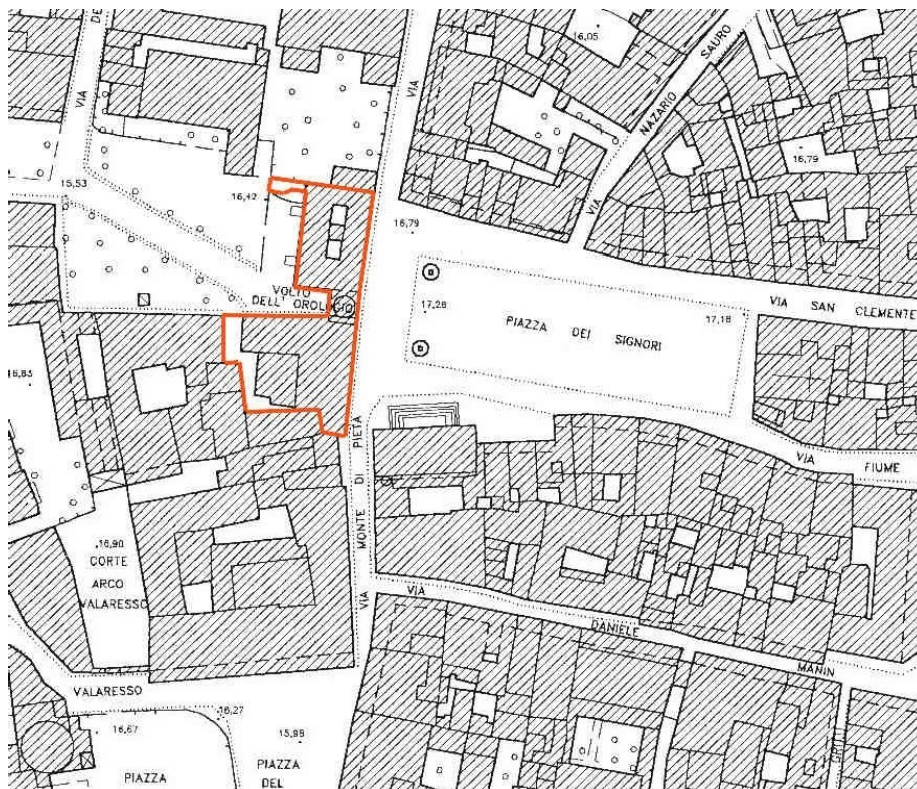 VIA
DE
VIA
16,05
VIA
NAZARIO
SAURO
16,79
15,53
16,42
16,79
VOLTO
DELL' OROLOGIO
17,28
PIAZZA DEI SIGNORI
17,18
VIA SAN CLEMENTE
16,83
VIA
MONTE DI PIETA
VIA FIUME
16,90
CORTE
ARCO
VALARESSO
VIA
DANIELE
MANIN
VALARESSO
16,27
16,67
15,98
PIAZZA
PIAZZA
DEL